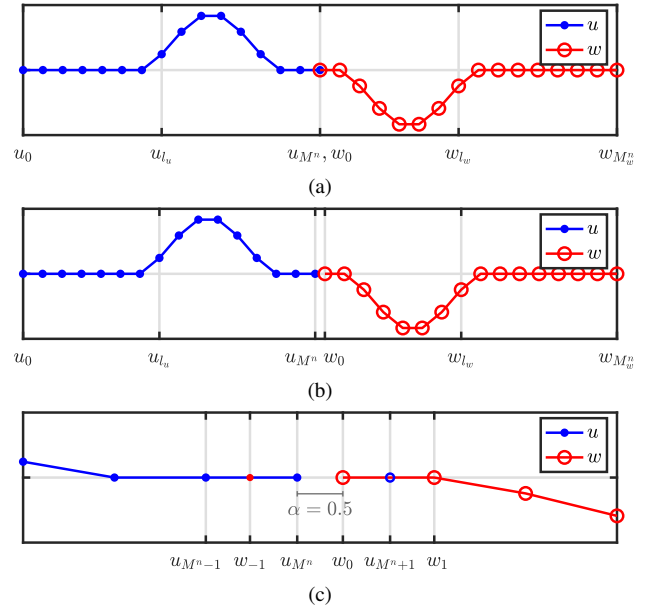 u
w
u_0 u_{l_u} u_{M^n}, w_0 w_{l_w} w_{M_w^n}
(a)
u
w
u_0 u_{l_u} u_{M^n} w_0 w_{l_w} w_{M_w^n}
(b)
u
w
α = 0.5
u_{M^n-1} w_{-1} u_{M^n} w_0 u_{M^n+1} w_1
(c)